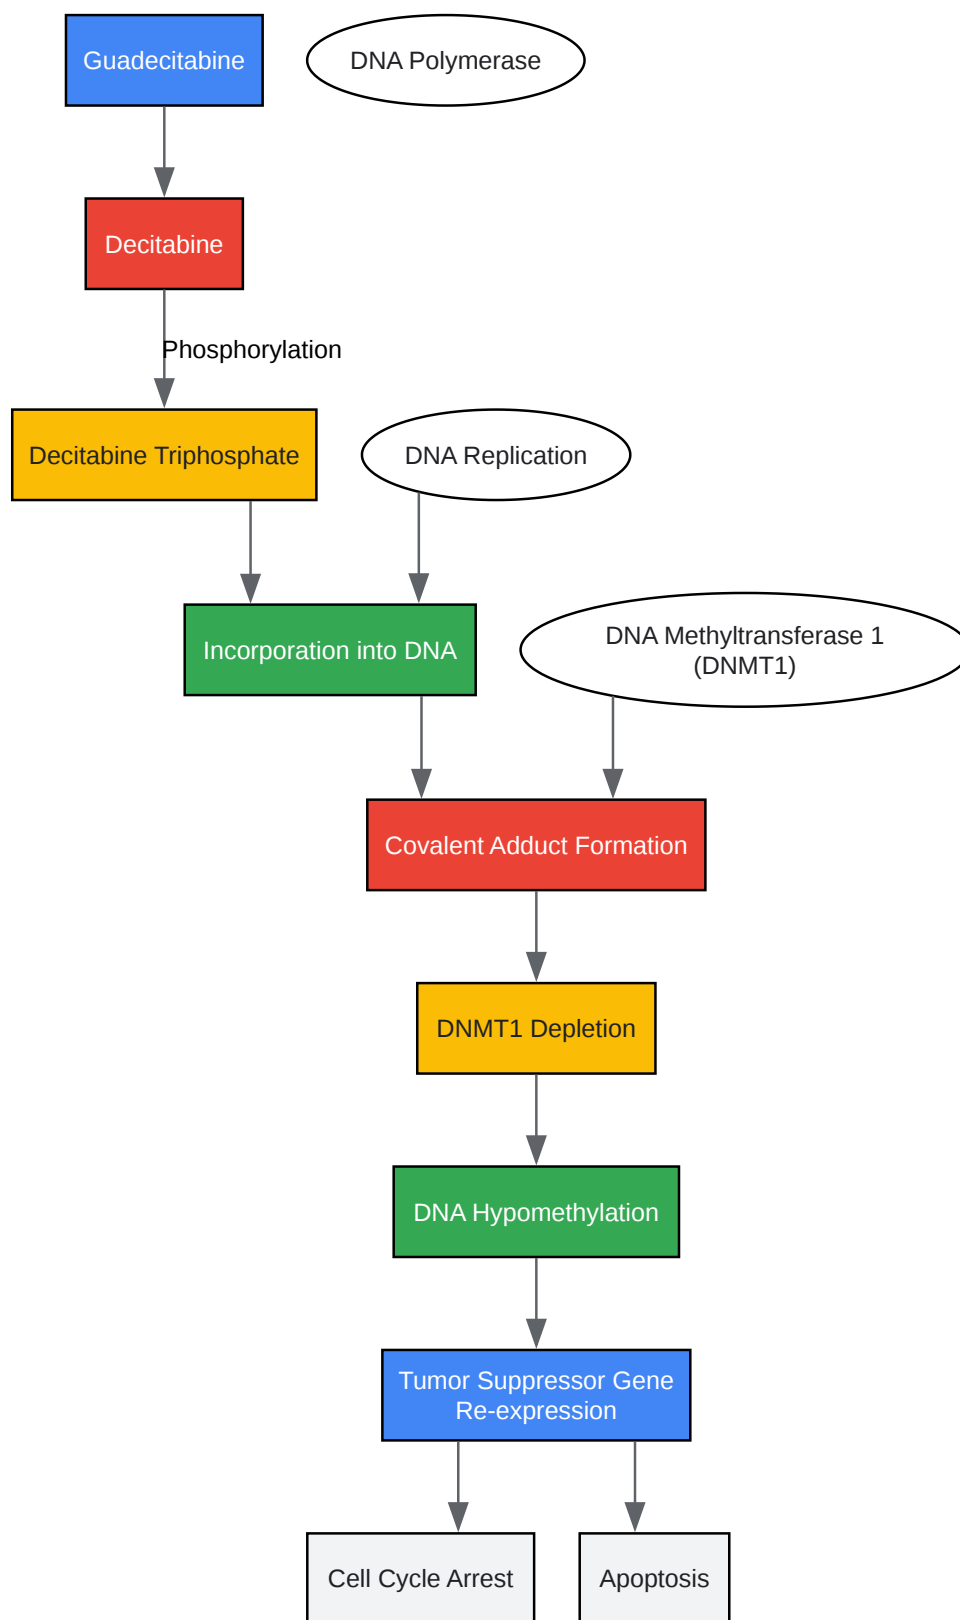 Guadecitabine
DNA Polymerase
Decitabine
Phosphorylation
Decitabine Triphosphate
DNA Replication
Incorporation into DNA
DNA Methyltransferase 1
(DNMT1)
Covalent Adduct Formation
DNMT1 Depletion
DNA Hypomethylation
Tumor Suppressor Gene
Re-expression
Cell Cycle Arrest
Apoptosis